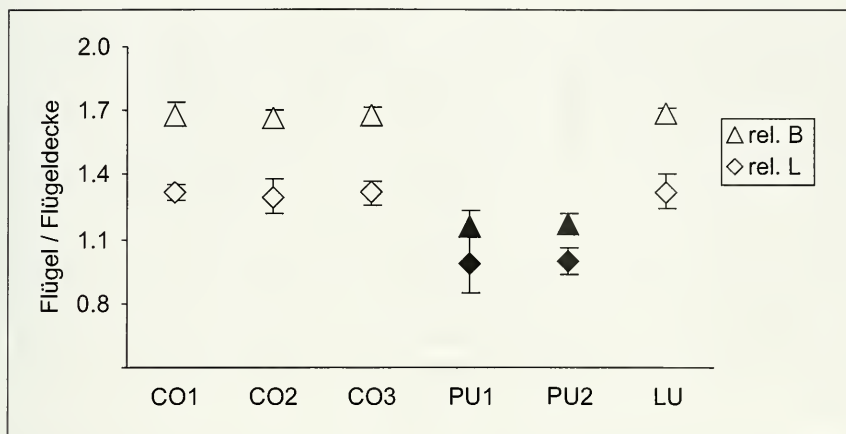 Flügel / Flügeldecke
2.0
1.7
1.4
1.1
0.8
CO1 CO2 CO3 PU1 PU2 LU
rel. B
rel. L